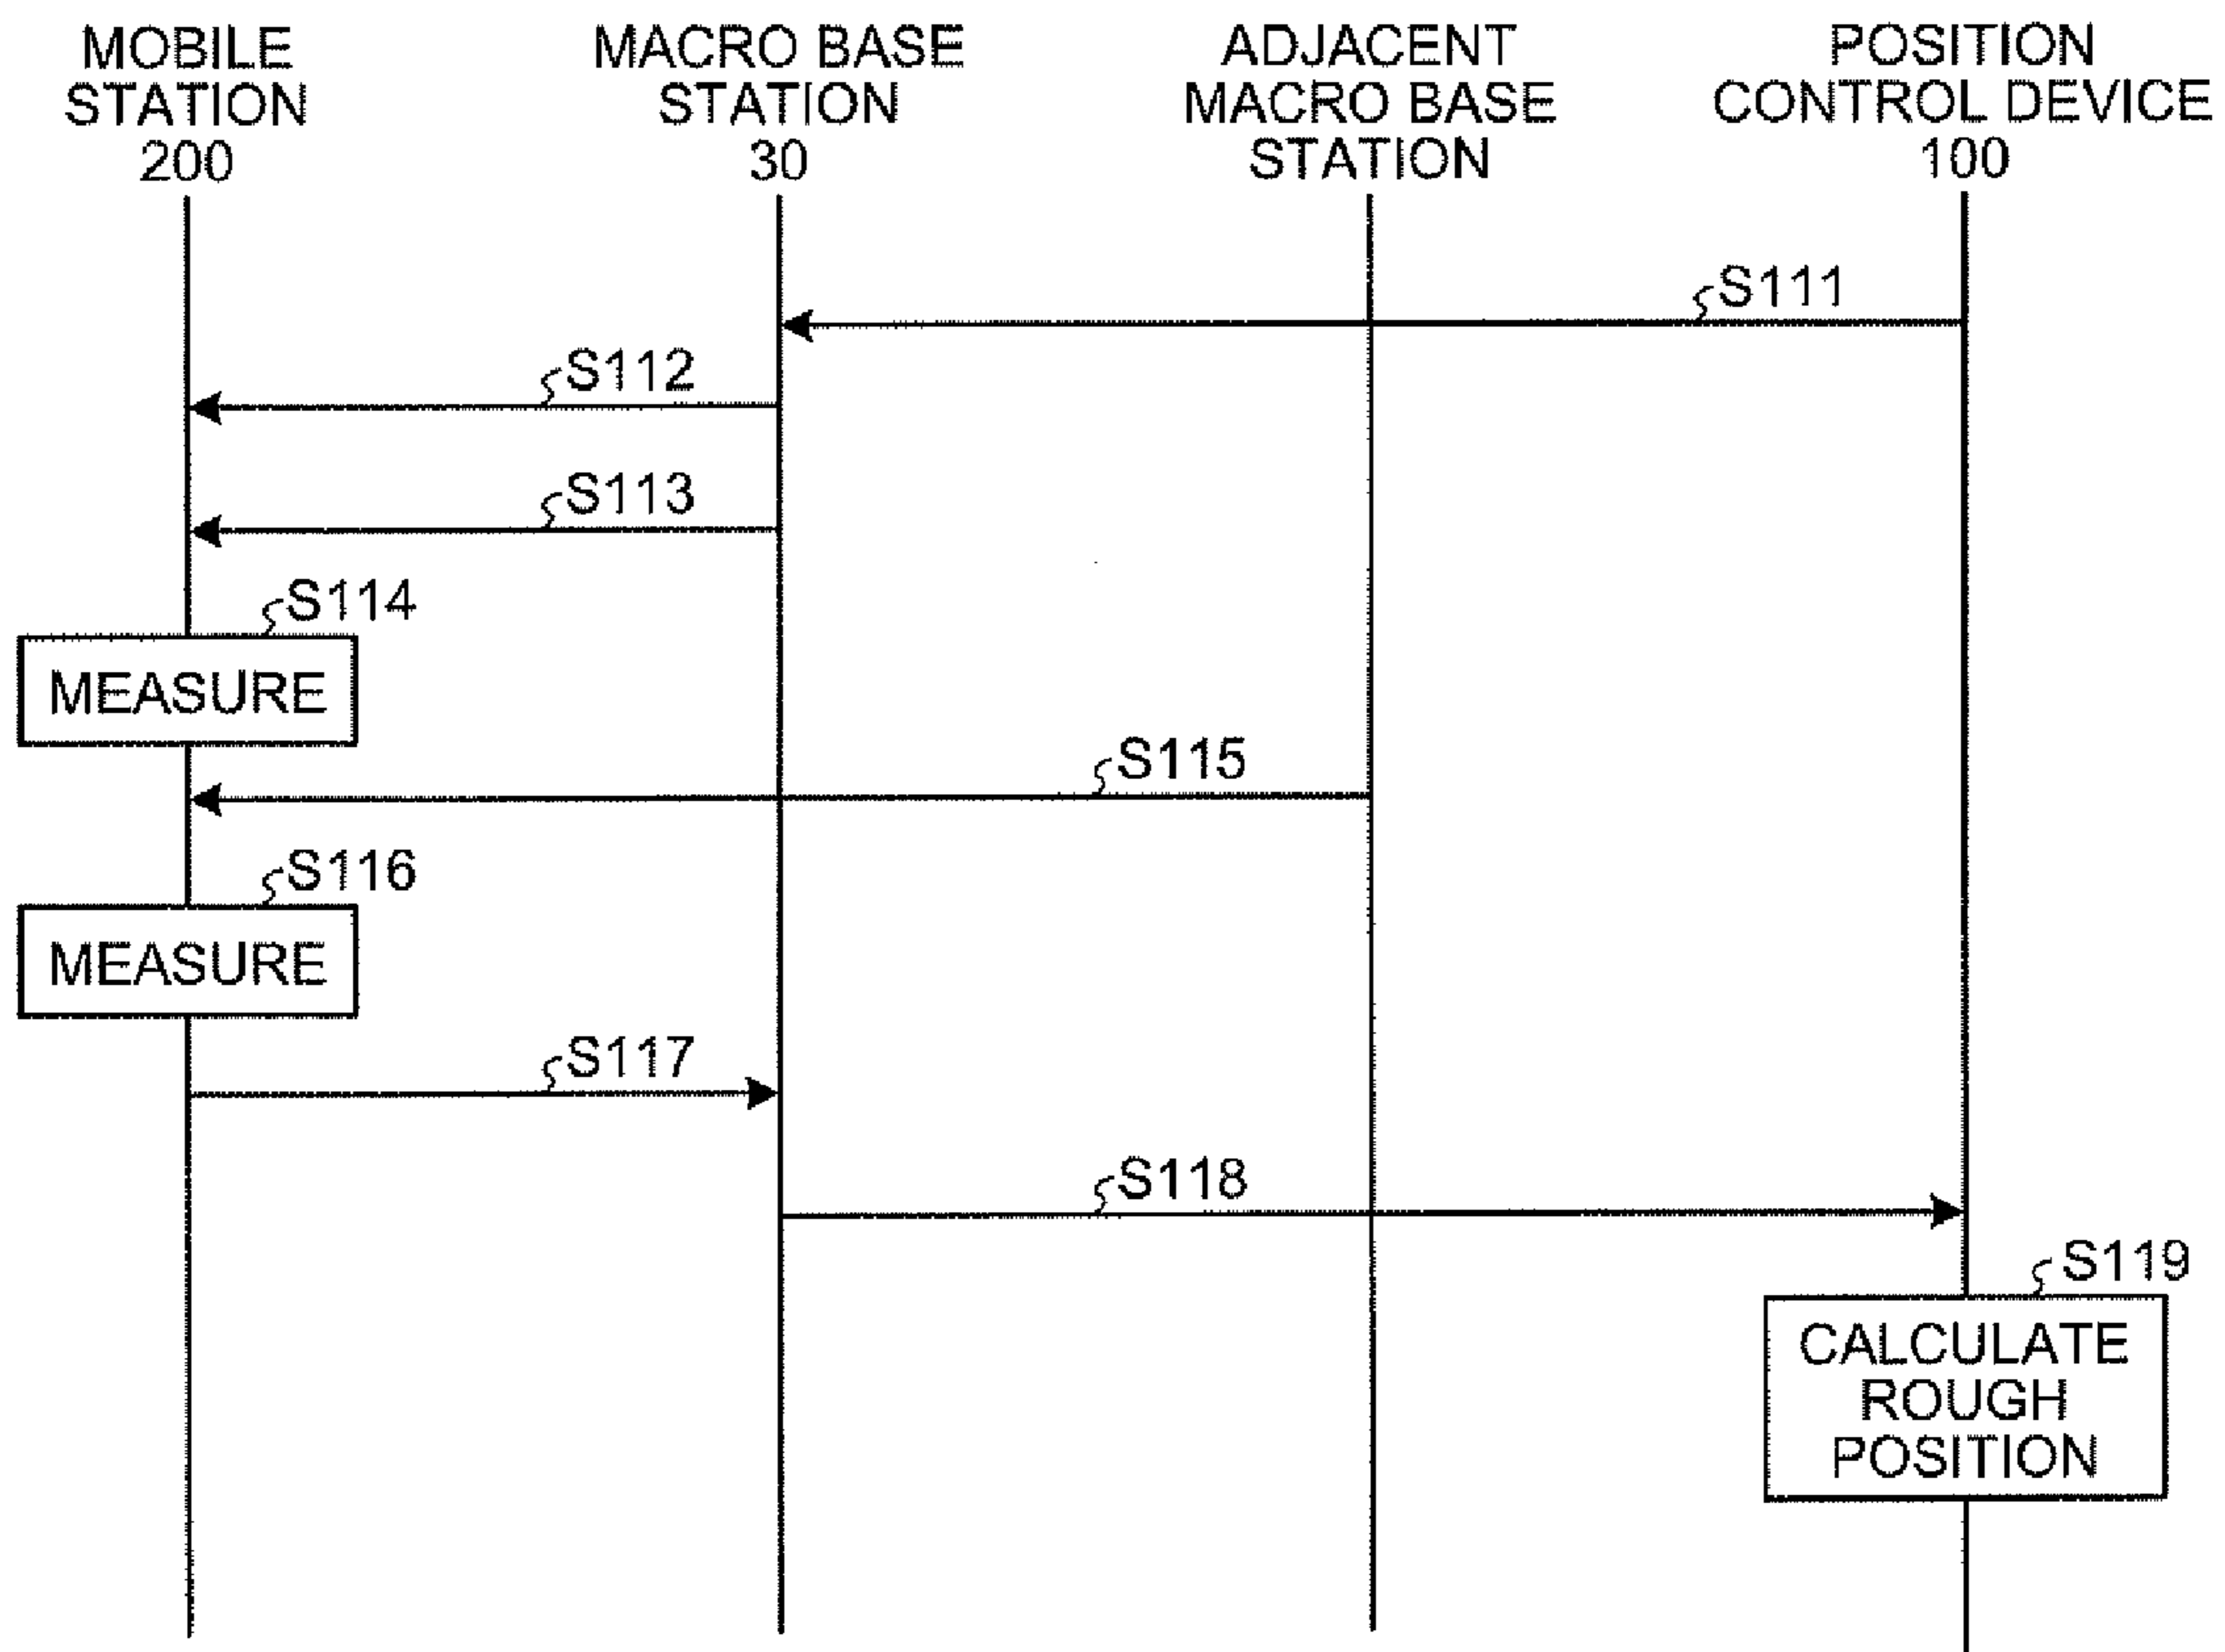 MOBILE
STATION
200
MACRO BASE
STATION
30
ADJACENT
MACRO BASE
STATION
POSITION
CONTROL DEVICE
100
S111
S112
S113
S114
MEASURE
S115
S116
MEASURE
S117
S118
S119
CALCULATE
ROUGH
POSITION